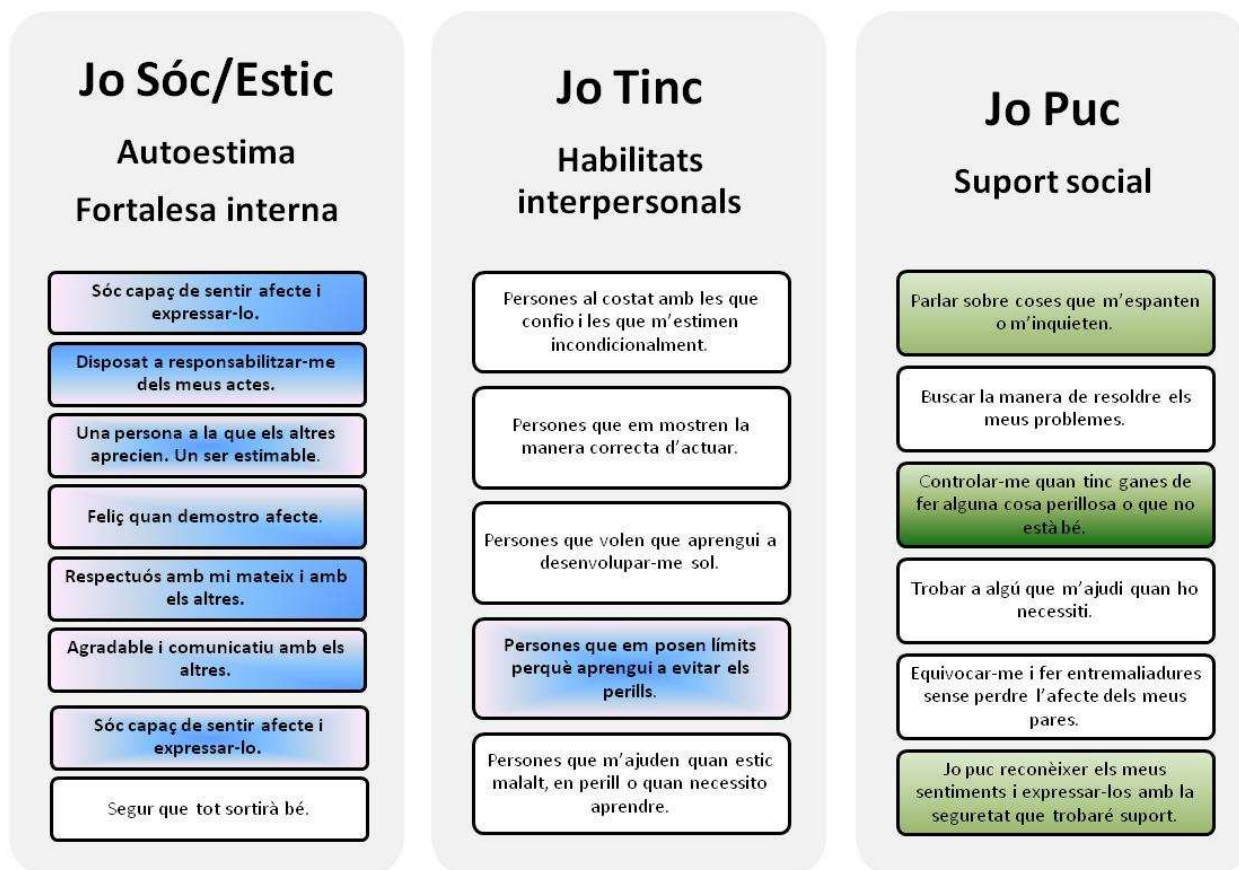 Jo Sóc/Estic
Autoestima
Fortalesa interna
Sóc capaç de sentir afecte i
expressar-lo.
Disposat a responsabilitzar-me
dels meus actes.
Una persona a la que els altres
aprecien. Un ser estimable.
Feliç quan demostro afecte.
Respectuós amb mi mateix i amb
els altres.
Agradable i comunicatiu amb els
altres.
Sóc capaç de sentir afecte i
expressar-lo.
Segur que tot sortirà bé.
Jo Tinc
Habilitats
interpersonals
Persones al costat amb les que
confio i les que m'estimen
incondicionalment.
Persones que em mostren la
manera correcta d'actuar.
Persones que volen que aprengui a
desenvolupar-me sol.
Persones que em posen límits
perquè aprengui a evitar els
perills.
Persones que m'ajuden quan estic
malalt, en perill o quan necessito
aprendre.
Jo Puc
Suport social
Parlar sobre coses que m'espanten
o m'inquieten.
Buscar la manera de resoldre els
meus problemes.
Controlar-me quan tinc ganes de
fer alguna cosa perillosa o que no
està bé.
Trobar a algú que m'ajudi quan ho
necessiti.
Equivocar-me i fer entremaliadures
sense perdre l'afecte dels meus
pares.
Jo puc reconèixer els meus
sentiments i expressar-los amb la
seguretat que trobaré suport.